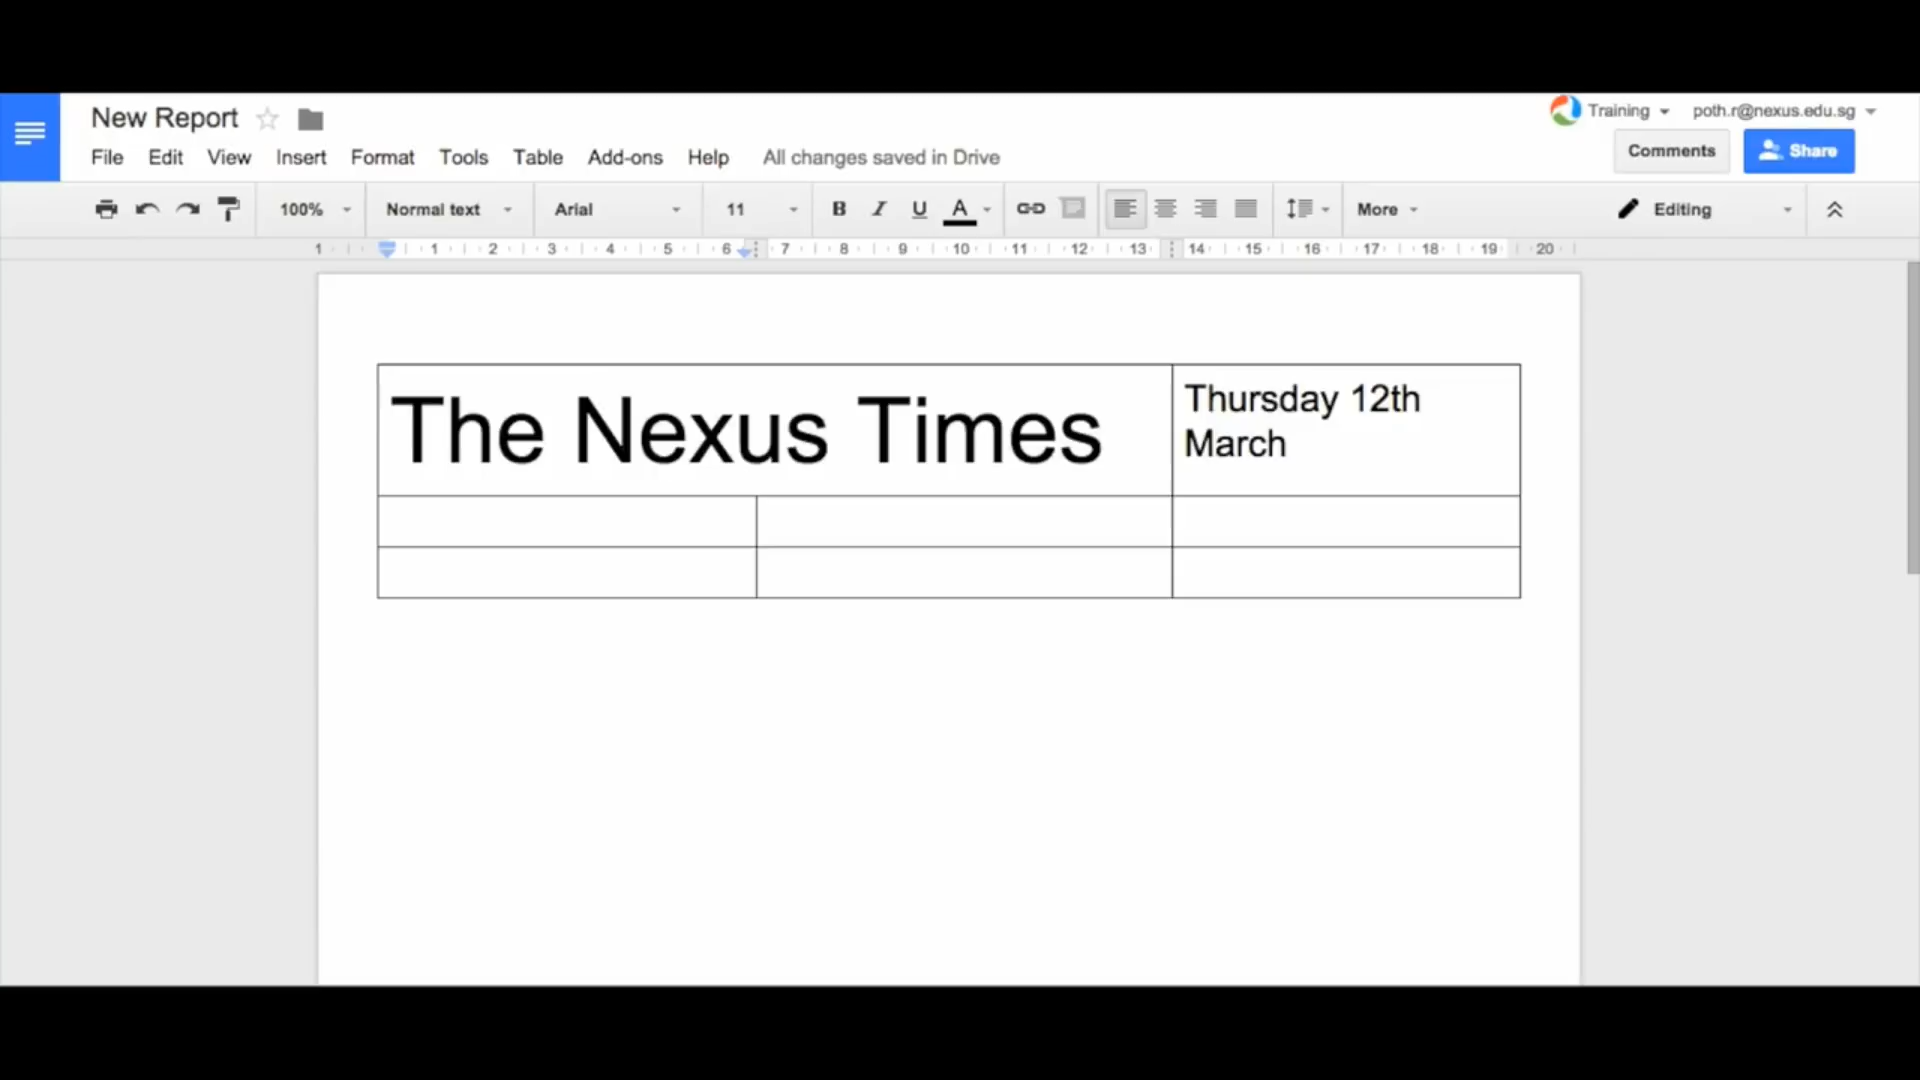 New Report
Training
poth.r@nexus.edu.sg
File Edit View Insert Format Tools Table Add-ons Help All changes saved in Drive
Comments
Share
100% Normal text Arial 11 B I U A More Editing
1 1 2 3 4 5 6 7 8 9 10 11 12 13 14 15 16 17 18 19 20
The Nexus Times
Thursday 12th
March